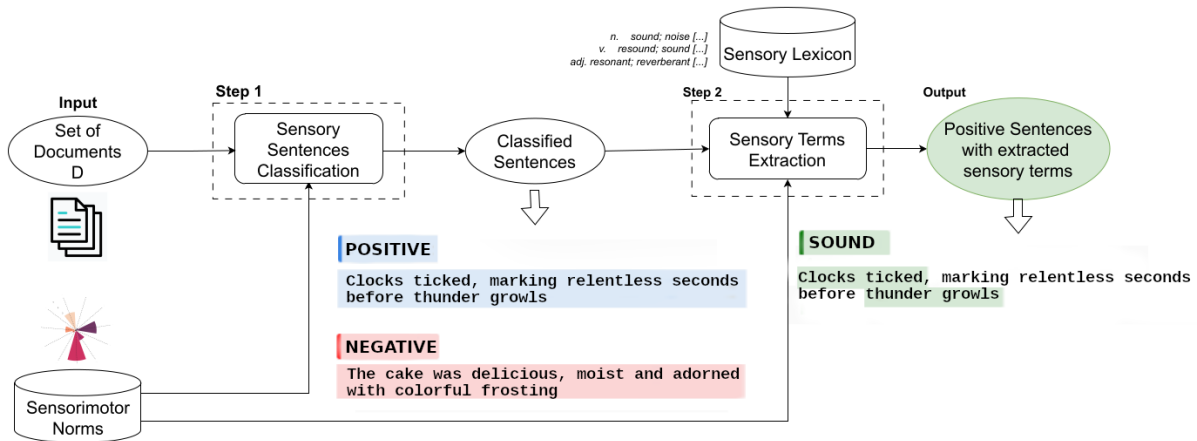 n. sound; noise [...]
v. resound; sound [...]
adj. resonant; reverberant [...]
Sensory Lexicon
Input
Set of
Documents
D
Step 1
Sensory
Sentences
Classification
Classified
Sentences
Step 2
Sensory Terms
Extraction
Output
Positive Sentences
with extracted
sensory terms
POSITIVE
Clocks ticked, marking relentless seconds
before thunder growls
SOUND
Clocks ticked, marking relentless seconds
before thunder growls
NEGATIVE
The cake was delicious, moist and adorned
with colorful frosting
Sensorimotor
Norms